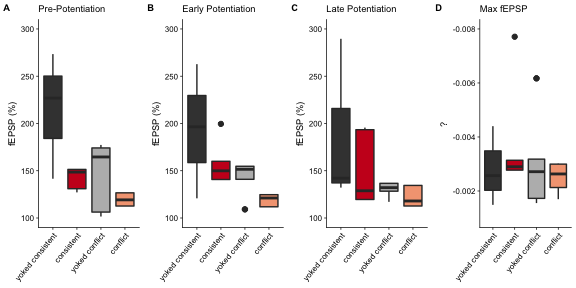 A Pre-Potentiation
fEPSP (%)
300
250
200
150
100
yoked consistent
consistent
yoked conflict
conflict
B Early Potentiation
fEPSP (%)
300
250
200
150
100
yoked consistent
consistent
yoked conflict
conflict
C Late Potentiation
fEPSP (%)
300
250
200
150
100
yoked consistent
consistent
yoked conflict
conflict
D Max fEPSP
?
-0.008
-0.006
-0.004
-0.002
yoked consistent
consistent
yoked conflict
conflict